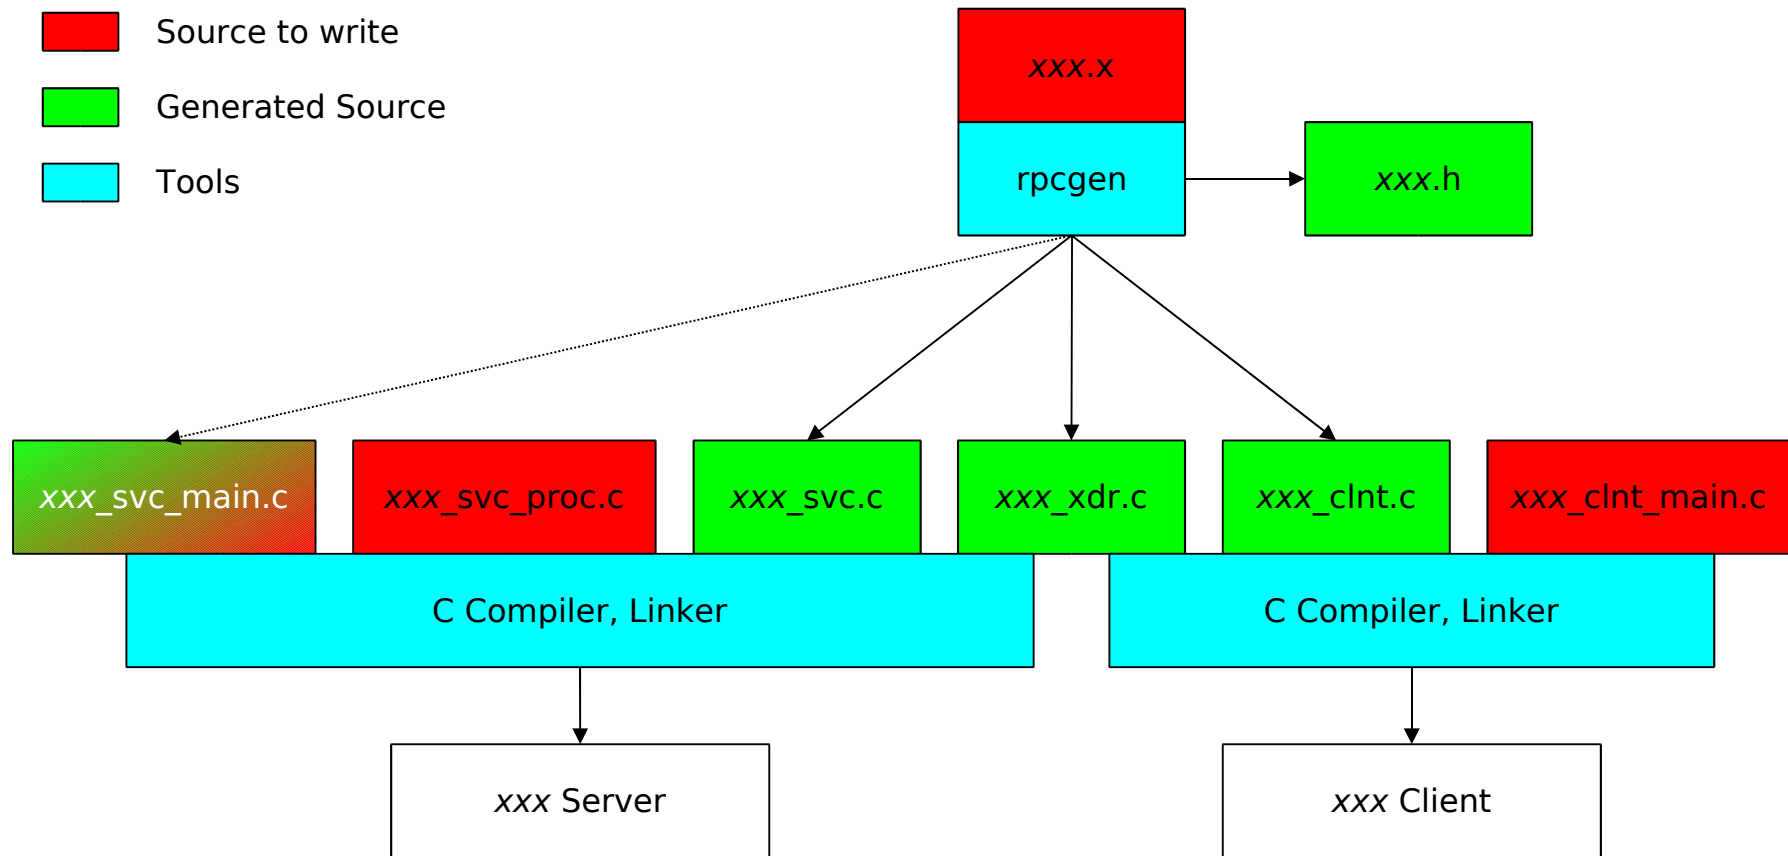 Source to write
Generated Source
Tools
xxx.x
rpcgen
xxx.h
xxx_svc_main.c
xxx_svc_proc.c
xxx_svc.c
xxx_xdr.c
xxx_clnt.c
xxx_clnt_main.c
C Compiler, Linker
C Compiler, Linker
xxx Server
xxx Client